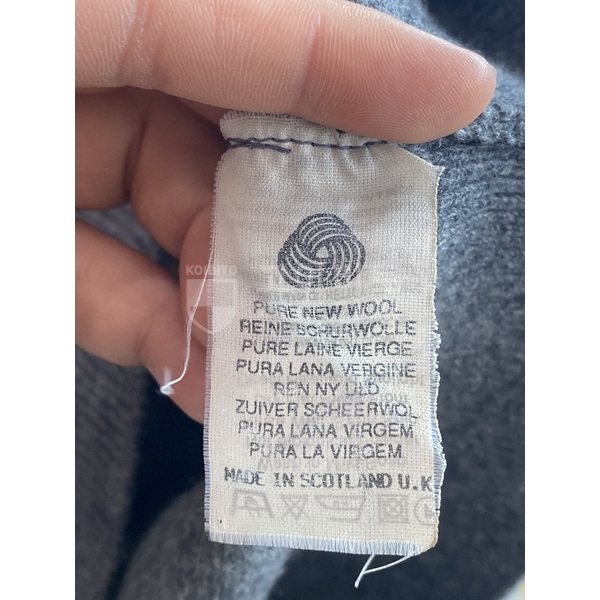 KOIBITO
PURE NEW WOOL
REINE SCHURWOLLE
PURE LAINE VIERGE
PURA LANA VERGINE
REN NY ULD
ZUIVER SCHEERWOL
PURA LANA VIRGEM
PURA LA VIRGEM
MADE IN SCOTLAND U.K